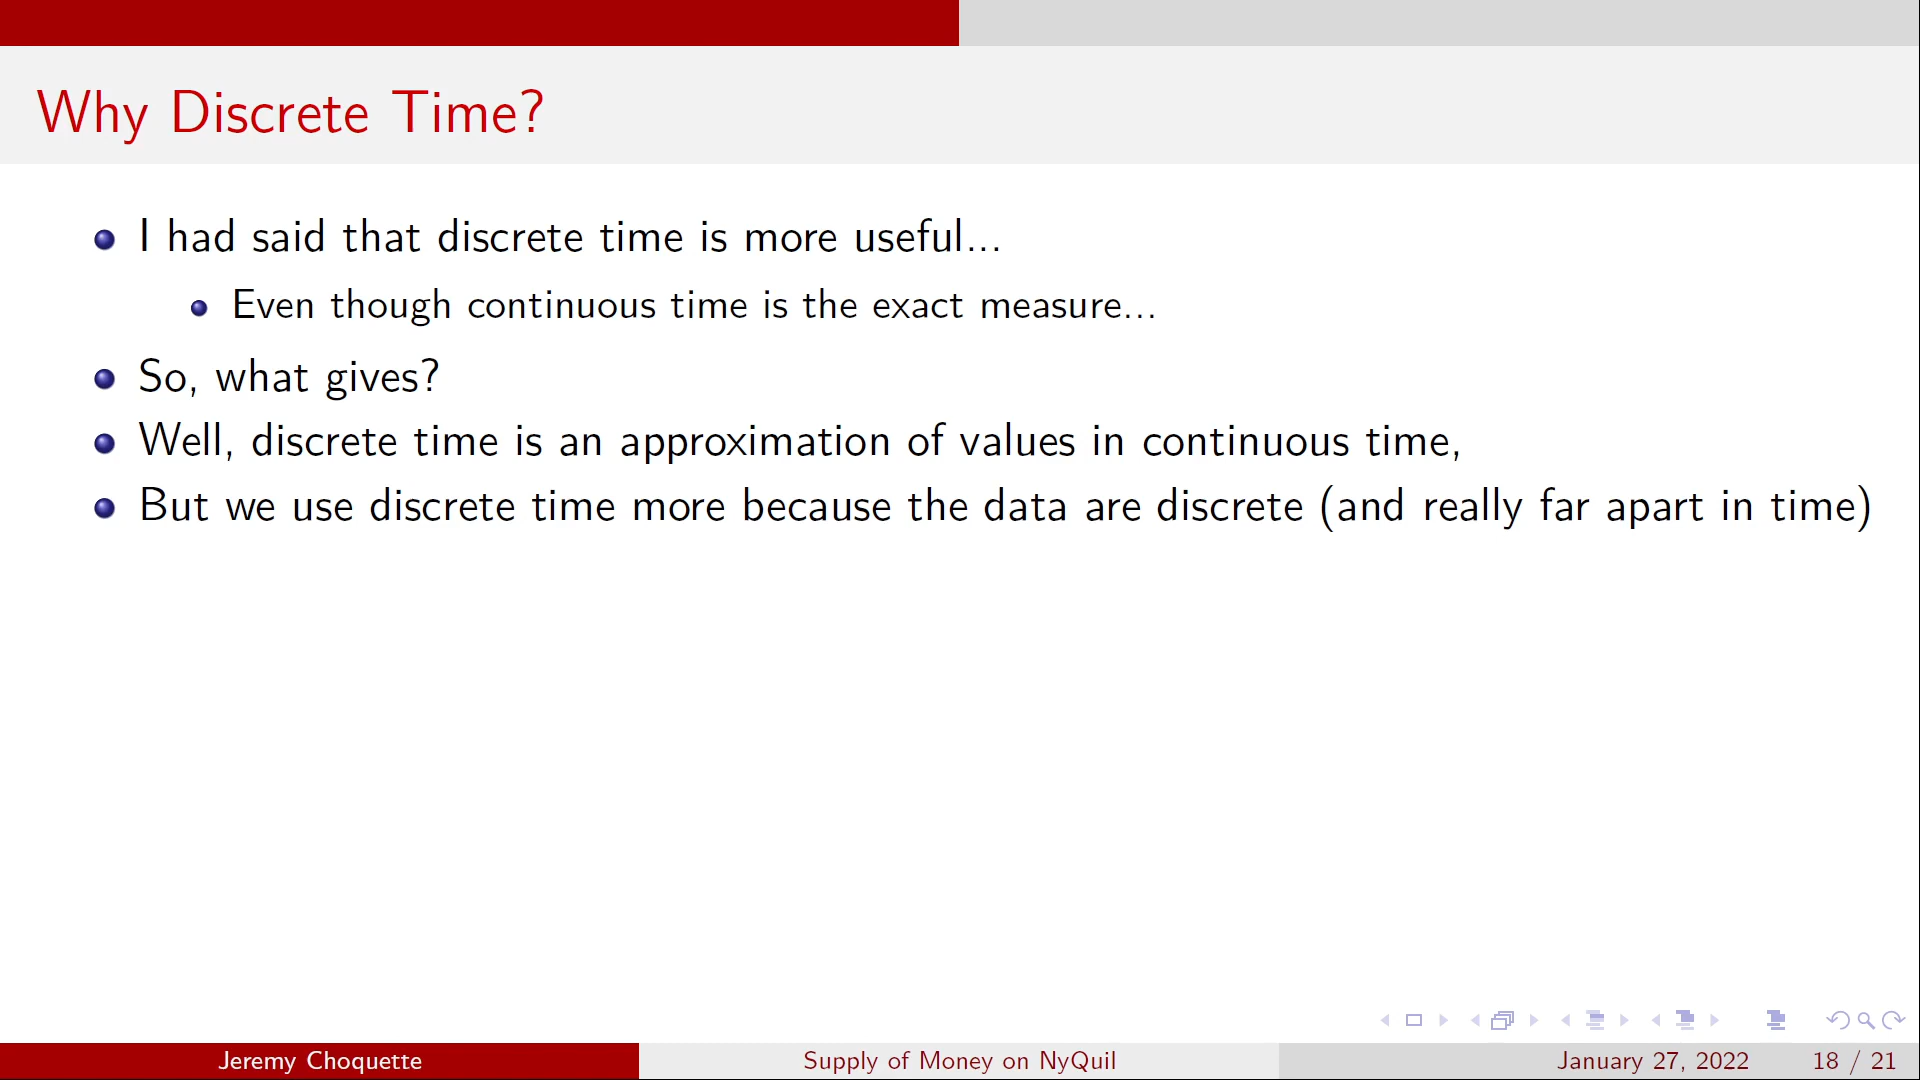 Why Discrete Time?
I had said that discrete time is more useful...
Even though continuous time is the exact measure...
So, what gives?
Well, discrete time is an approximation of values in continuous time,
But we use discrete time more because the data are discrete (and really far apart in time)
Jeremy Choquette
Supply of Money on NyQuil
January 27, 2022
18 / 21